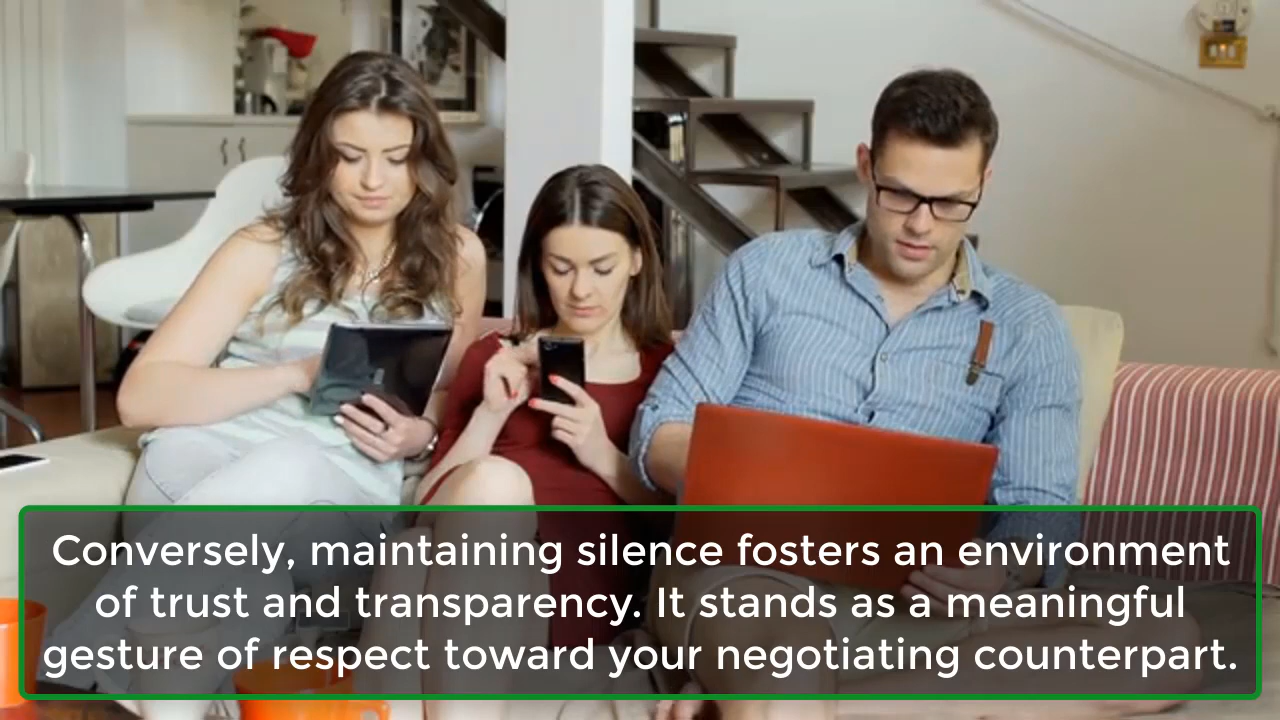 Conversely, maintaining silence fosters an environment
of trust and transparency. It stands as a meaningful
gesture of respect toward your negotiating counterpart.